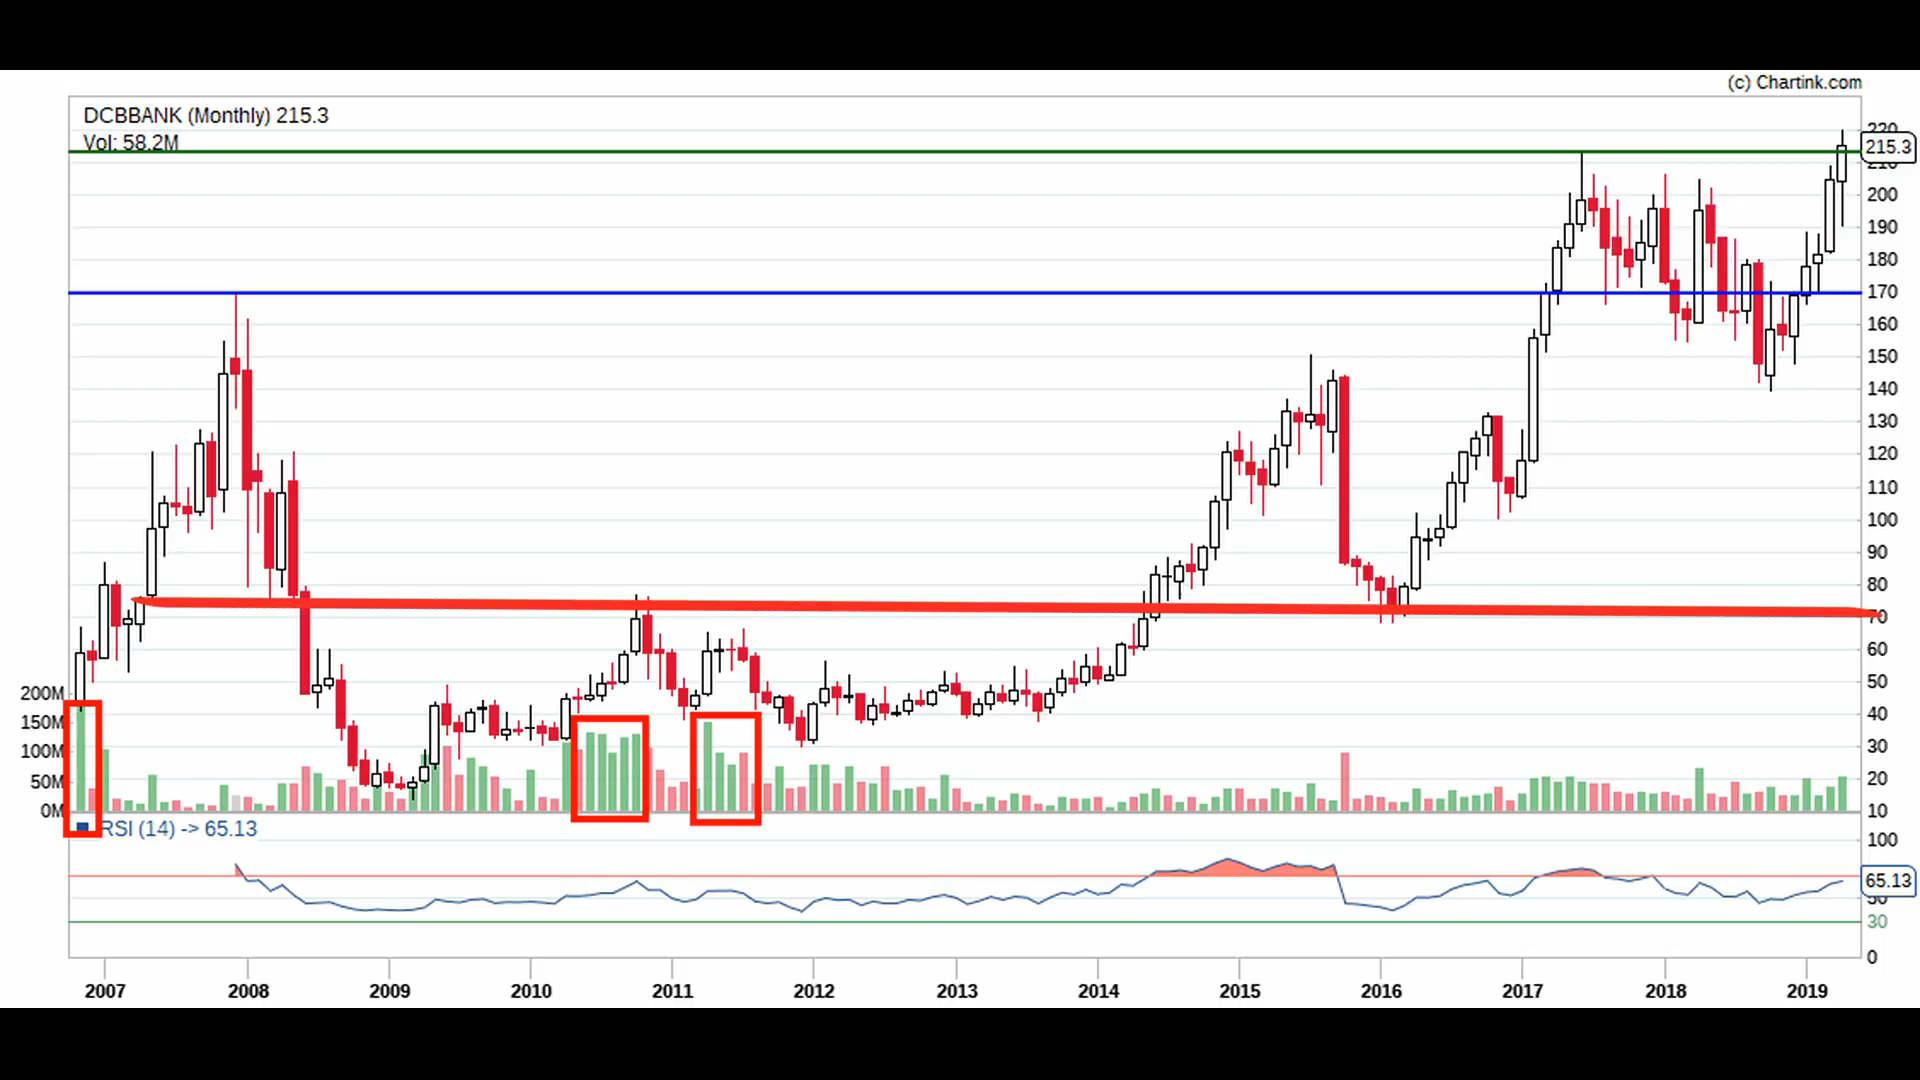 (c) Chartink.com
DCBBANK (Monthly) 215.3
Vol: 58.2M
220
215.3
210
200
190
180
170
160
150
140
130
120
110
100
90
80
70
60
50
40
30
20
10
200M
150M
100M
50M
0M
RSI (14) -> 65.13
100
65.13
50
30
0
2007 2008 2009 2010 2011 2012 2013 2014 2015 2016 2017 2018 2019